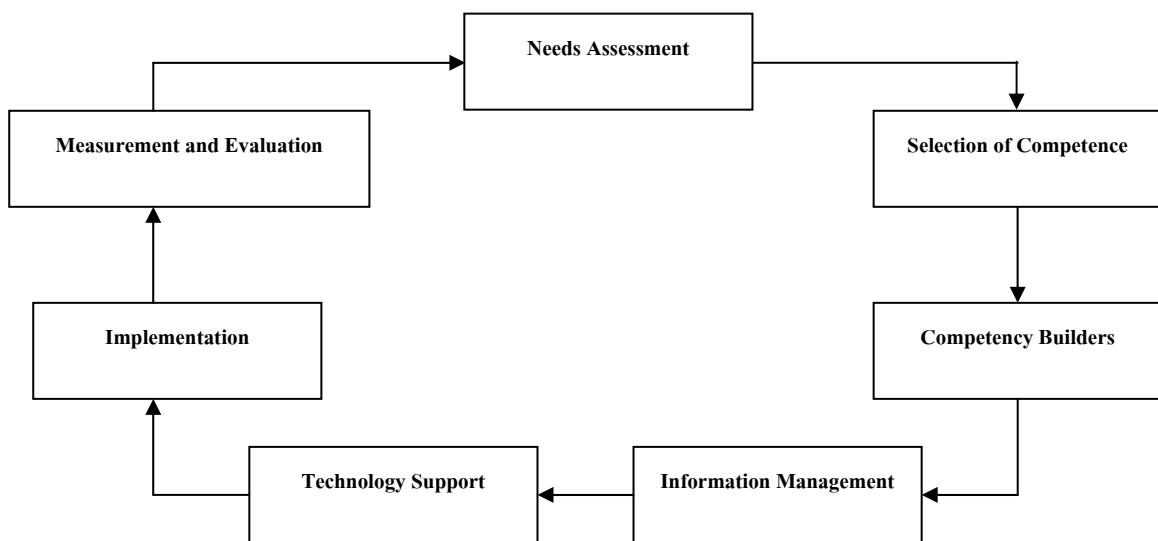 Needs Assessment
Measurement and Evaluation
Selection of Competence
Implementation
Competency Builders
Technology Support
Information Management